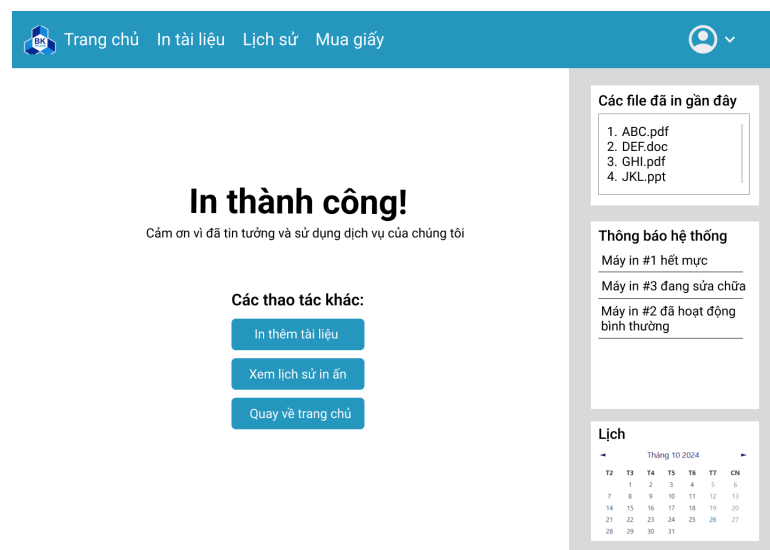 BK
Trang chủ In tài liệu Lịch sử Mua giấy
In thành công!
Cảm ơn vì đã tin tưởng và sử dụng dịch vụ của chúng tôi
Các thao tác khác:
In thêm tài liệu
Xem lịch sử in ấn
Quay về trang chủ
Các file đã in gần đây
1. ABC.pdf
2. DEF.doc
3. GHI.pdf
4. JKL.ppt
Thông báo hệ thống
Máy in #1 hết mực
Máy in #3 đang sửa chữa
Máy in #2 đã hoạt động
bình thường
Lịch
Tháng 10 2024
T2 T3 T4 T5 T6 T7 CN
1 2 3 4 5 6
7 8 9 10 11 12 13
14 15 16 17 18 19 20
21 22 23 24 25 26 27
28 29 30 31